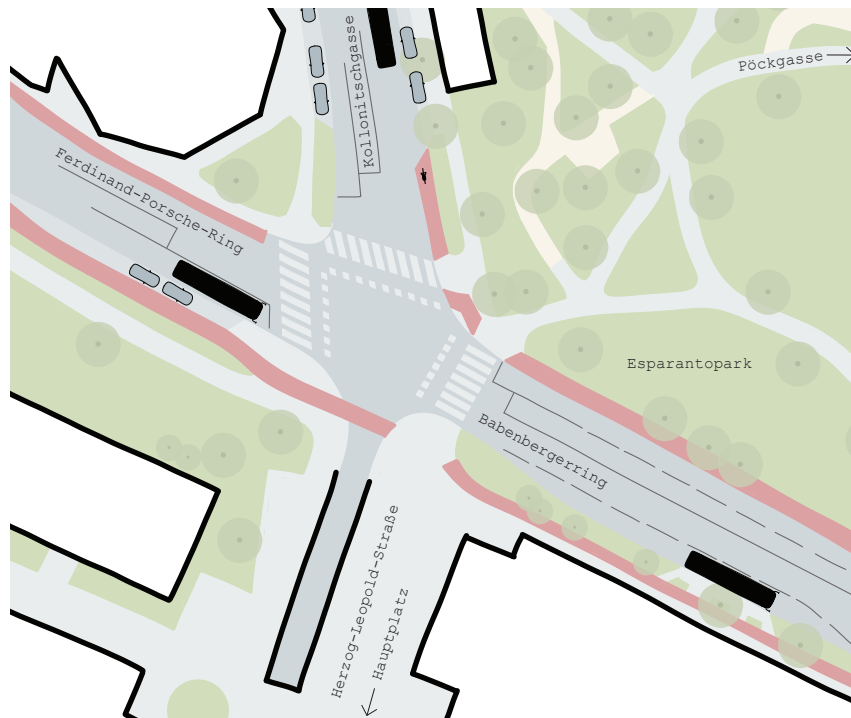 Kollonitschgasse
Pöckgasse
Ferdinand-Porsche-Ring
Esparantopark
Babenbergerring
Herzog-Leopold-Straße
Hauptplatz